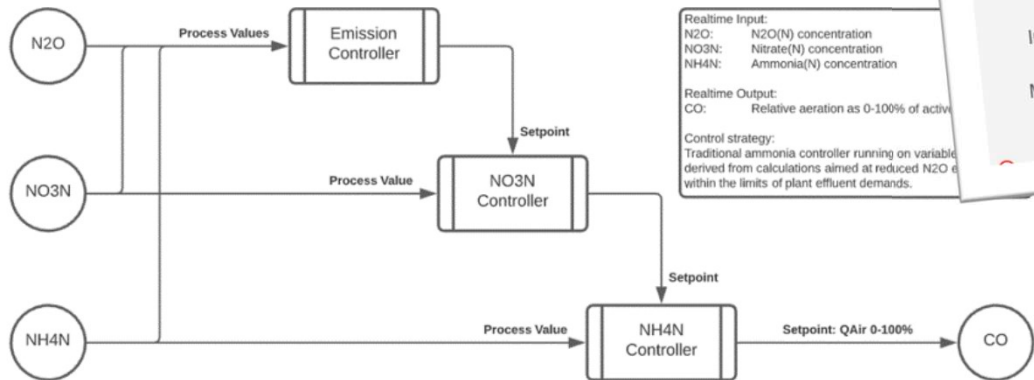 N2O
Process Values
Emission
Controller
Realtime Input:
N2O: N2O(N) concentration
NO3N: Nitrate(N) concentration
NH4N: Ammonia(N) concentration
Realtime Output:
CO: Relative aeration as 0-100% of
Control strategy:
Traditional ammonia controller running on variable
derived from calculations aimed at reduced N2O
within the limits of plant effluent demands.
Setpoint
NO3N
Process Value
NO3N
Controller
Setpoint
NH4N
Process Value
NH4N
Controller
Setpoint: QAir 0-100%
CO